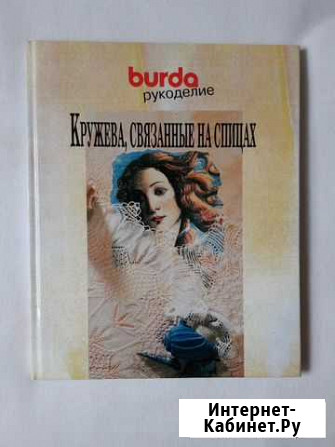 burda
рукоделие
КРУЖЕВА, СВЯЗАННЫЕ НА СПИЦАХ
Интернет-
Кабинет.Ру